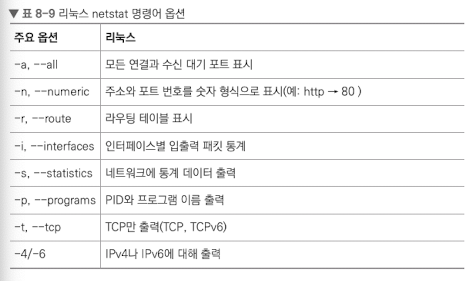 ▼ 표 8-9 리눅스 netstat 명령어 옵션
주요 옵션 리눅스
-a, --all 모든 연결과 수신 대기 포트 표시
-n, --numeric 주소와 포트 번호를 숫자 형식으로 표시(예: http → 80 )
-r, --route 라우팅 테이블 표시
-i, --interfaces 인터페이스별 입출력 패킷 통계
-s, --statistics 네트워크에 통계 데이터 출력
-p, --programs PID와 프로그램 이름 출력
-t, --tcp TCP만 출력(TCP, TCPv6)
-4/-6 IPv4나 IPv6에 대해 출력